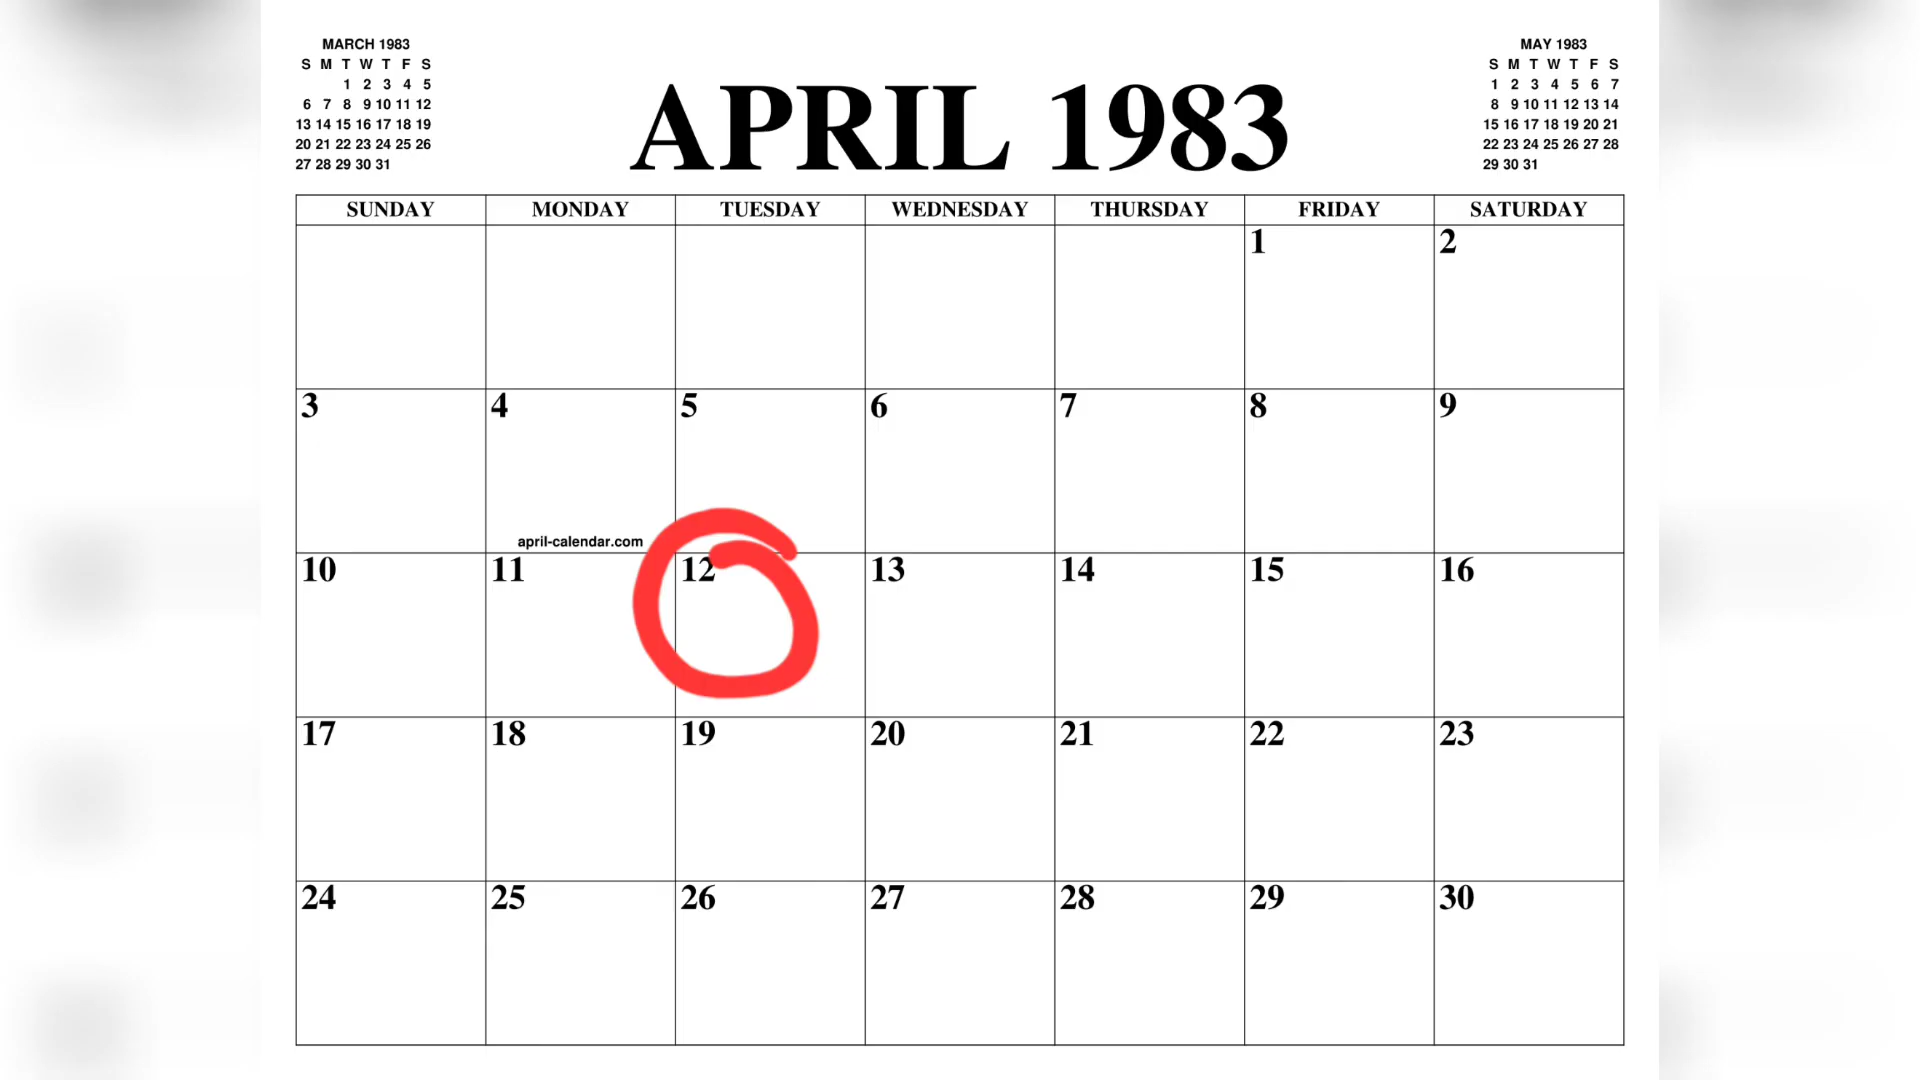 MARCH 1983
S M T W T F S
1 2 3 4 5
6 7 8 9 10 11 12
13 14 15 16 17 18 19
20 21 22 23 24 25 26
27 28 29 30 31
APRIL 1983
MAY 1983
S M T W T F S
1 2 3 4 5 6 7
8 9 10 11 12 13 14
15 16 17 18 19 20 21
22 23 24 25 26 27 28
29 30 31
SUNDAY MONDAY TUESDAY WEDNESDAY THURSDAY FRIDAY SATURDAY
1 2
3 4 5 6 7 8 9
april-calendar.com
10 11 12 13 14 15 16
17 18 19 20 21 22 23
24 25 26 27 28 29 30